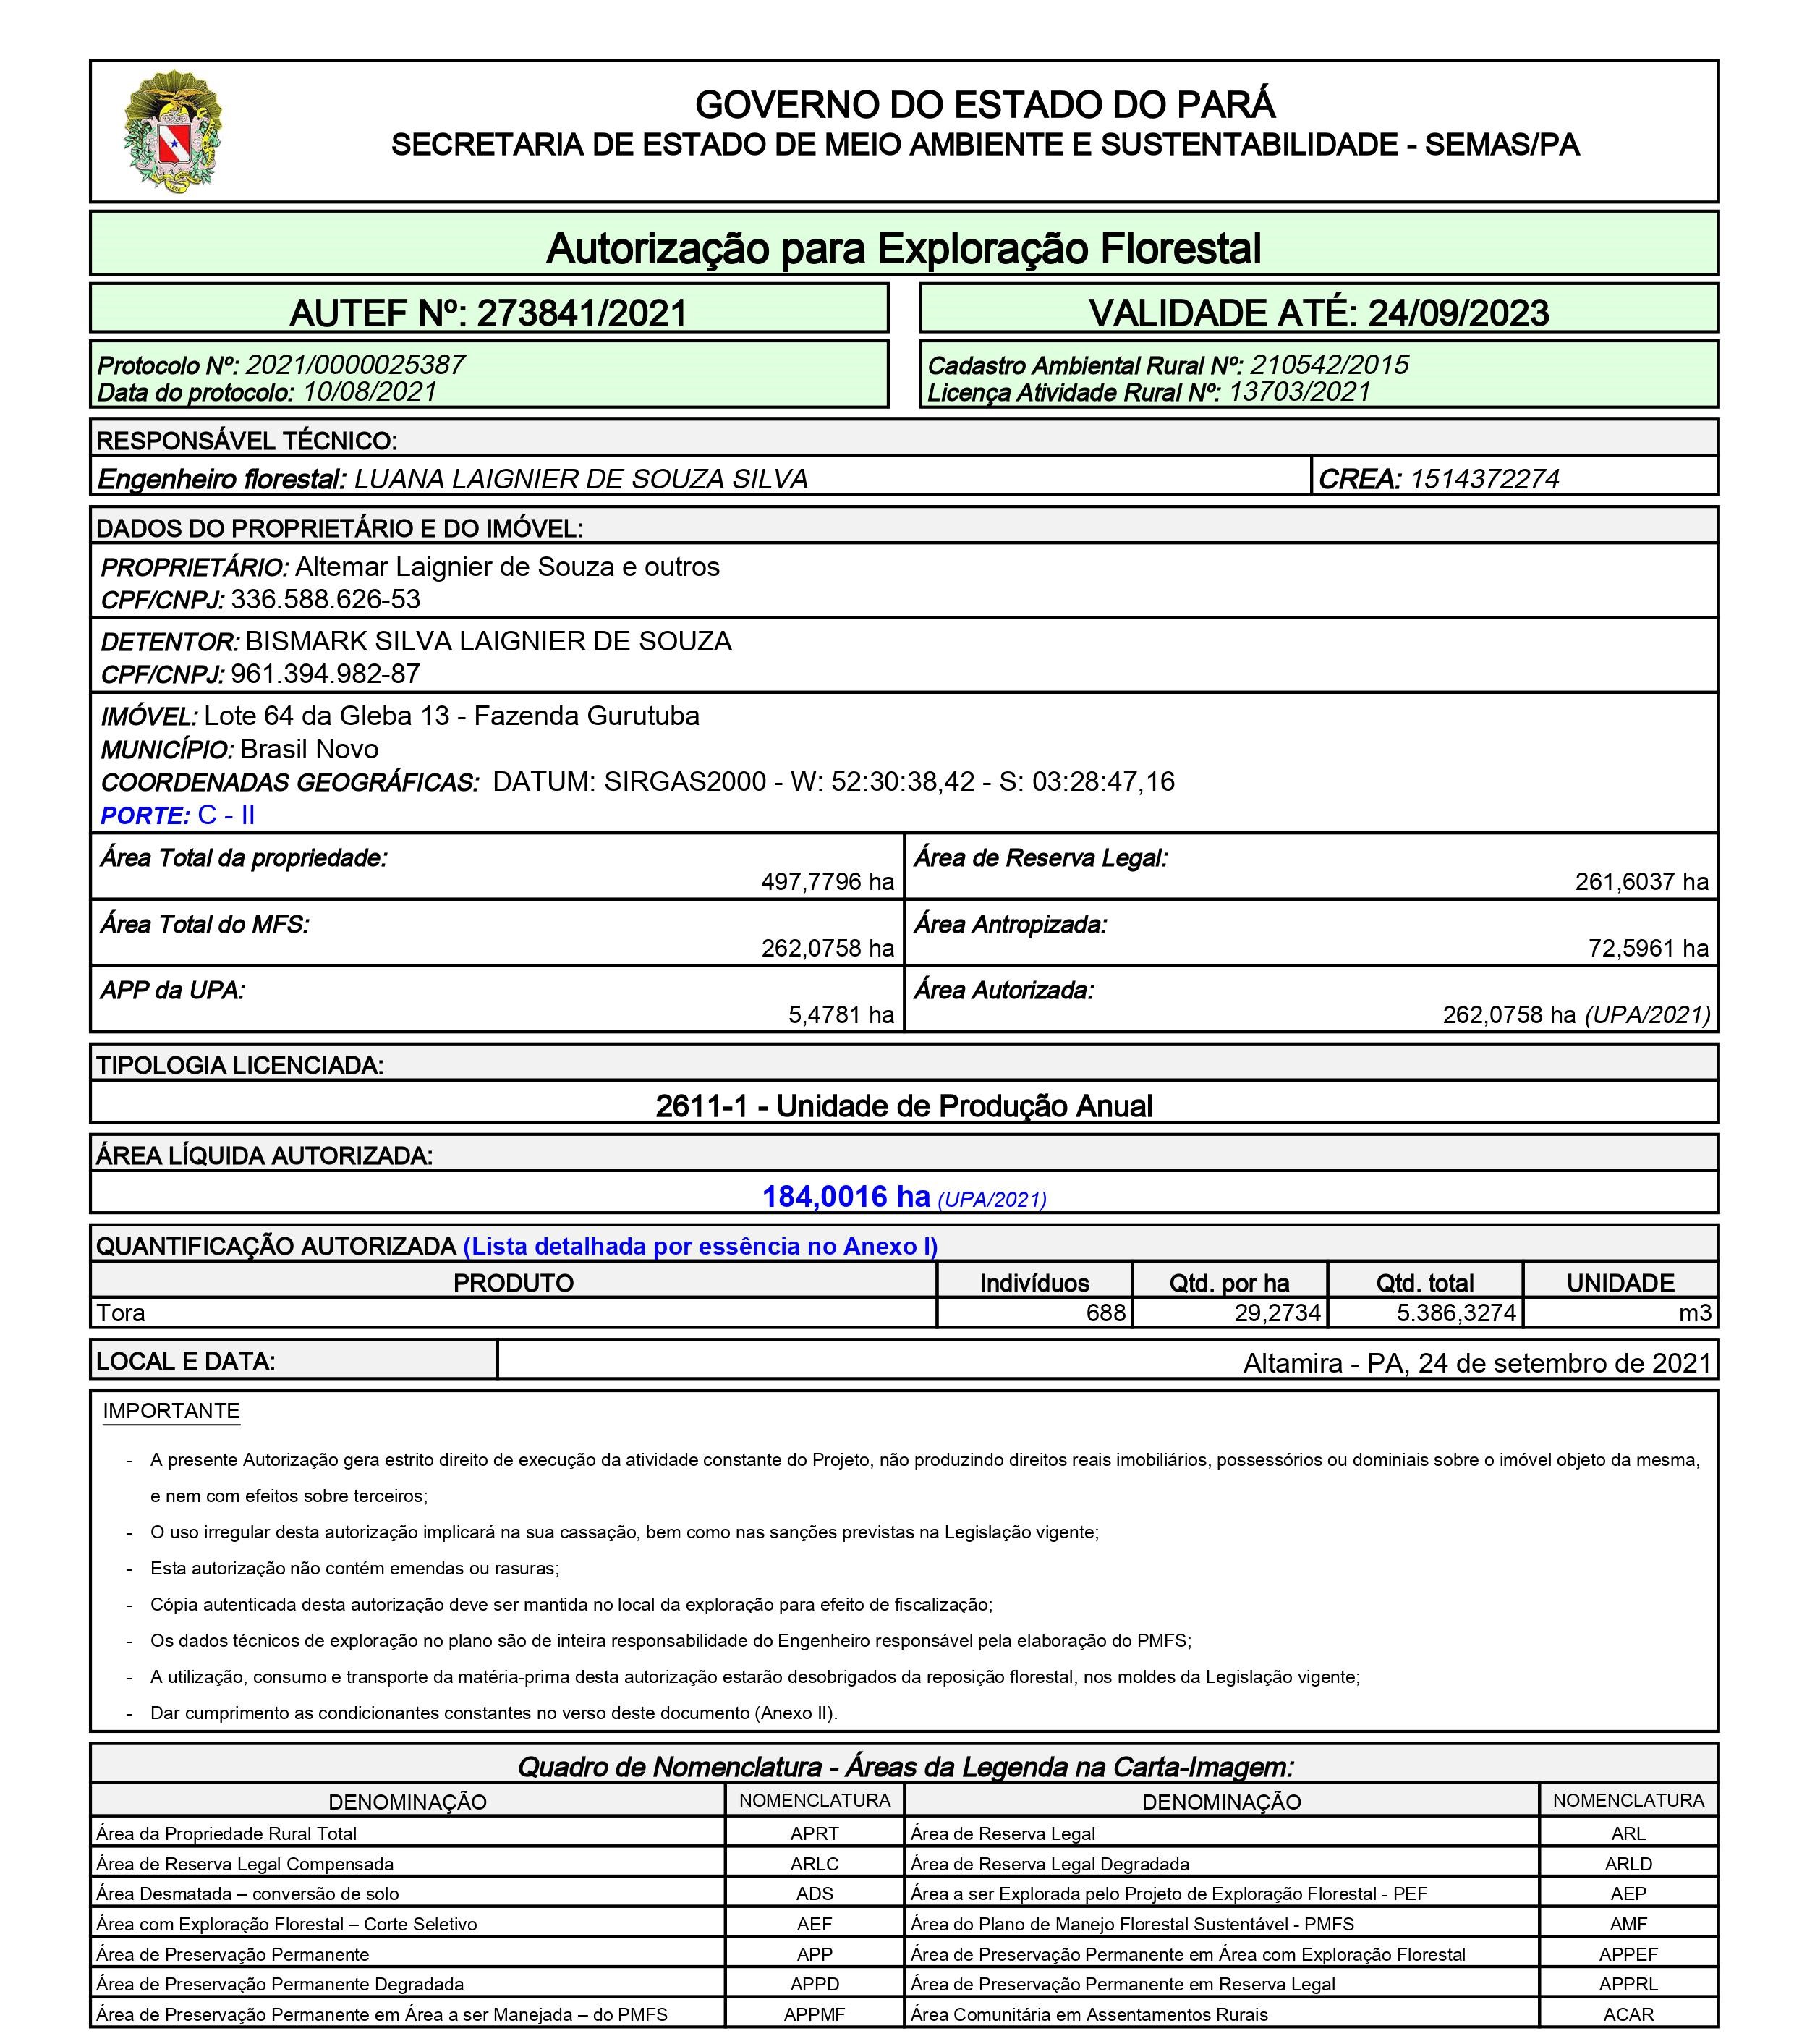 GOVERNO DO ESTADO DO PARÁ
SECRETARIA DE ESTADO DE MEIO AMBIENTE E SUSTENTABILIDADE - SEMAS/PA
Autorização para Exploração Florestal
AUTEF Nº: 273841/2021
VALIDADE ATÉ: 24/09/2023
Protocolo Nº: 2021/0000025387
Data do protocolo: 10/08/2021
Cadastro Ambiental Rural Nº: 210542/2015
Licença Atividade Rural Nº: 13703/2021
RESPONSÁVEL TÉCNICO:
Engenheiro florestal: LUANA LAIGNIER DE SOUZA SILVA
CREA: 1514372274
DADOS DO PROPRIETÁRIO E DO IMÓVEL:
PROPRIETÁRIO: Altemar Laignier de Souza e outros
CPF/CNPJ: 336.588.626-53
DETENTOR: BISMARK SILVA LAIGNIER DE SOUZA
CPF/CNPJ: 961.394.982-87
IMÓVEL: Lote 64 da Gleba 13 - Fazenda Gurutuba
MUNICÍPIO: Brasil Novo
COORDENADAS GEOGRÁFICAS: DATUM: SIRGAS2000 - W: 52:30:38,42 - S: 03:28:47,16
PORTE: C - II
Área Total da propriedade:
497,7796 ha
Área de Reserva Legal:
261,6037 ha
Área Total do MFS:
262,0758 ha
Área Antropizada:
72,5961 ha
APP da UPA:
5,4781 ha
Área Autorizada:
262,0758 ha (UPA/2021)
TIPOLOGIA LICENCIADA:
2611-1 - Unidade de Produção Anual
ÁREA LÍQUIDA AUTORIZADA:
184,0016 ha (UPA/2021)
QUANTIFICAÇÃO AUTORIZADA (Lista detalhada por essência no Anexo I)
PRODUTO Indivíduos Qtd. por ha Qtd. total UNIDADE
Tora 688 29,2734 5.386,3274 m3
LOCAL E DATA: Altamira - PA, 24 de setembro de 2021
IMPORTANTE
- A presente Autorização gera estrito direito de execução da atividade constante do Projeto, não produzindo direitos reais imobiliários, possessórios ou dominiais sobre o imóvel objeto da mesma,
e nem com efeitos sobre terceiros;
- O uso irregular desta autorização implicará na sua cassação, bem como nas sanções previstas na Legislação vigente;
- Esta autorização não contém emendas ou rasuras;
- Cópia autenticada desta autorização deve ser mantida no local da exploração para efeito de fiscalização;
- Os dados técnicos de exploração no plano são de inteira responsabilidade do Engenheiro responsável pela elaboração do PMFS;
- A utilização, consumo e transporte da matéria-prima desta autorização estarão desobrigados da reposição florestal, nos moldes da Legislação vigente;
- Dar cumprimento as condicionantes constantes no verso deste documento (Anexo II).
Quadro de Nomenclatura - Áreas da Legenda na Carta-Imagem:
DENOMINAÇÃO NOMENCLATURA DENOMINAÇÃO NOMENCLATURA
Área da Propriedade Rural Total APRT Área de Reserva Legal ARL
Área de Reserva Legal Compensada ARLC Área de Reserva Legal Degradada ARLD
Área Desmatada – conversão de solo ADS Área a ser Explorada pelo Projeto de Exploração Florestal - PEF AEP
Área com Exploração Florestal – Corte Seletivo AEF Área do Plano de Manejo Florestal Sustentável - PMFS AMF
Área de Preservação Permanente APP Área de Preservação Permanente em Área com Exploração Florestal APPEF
Área de Preservação Permanente Degradada APPD Área de Preservação Permanente em Reserva Legal APPRL
Área de Preservação Permanente em Área a ser Manejada – do PMFS APPMF Área Comunitária em Assentamentos Rurais ACAR